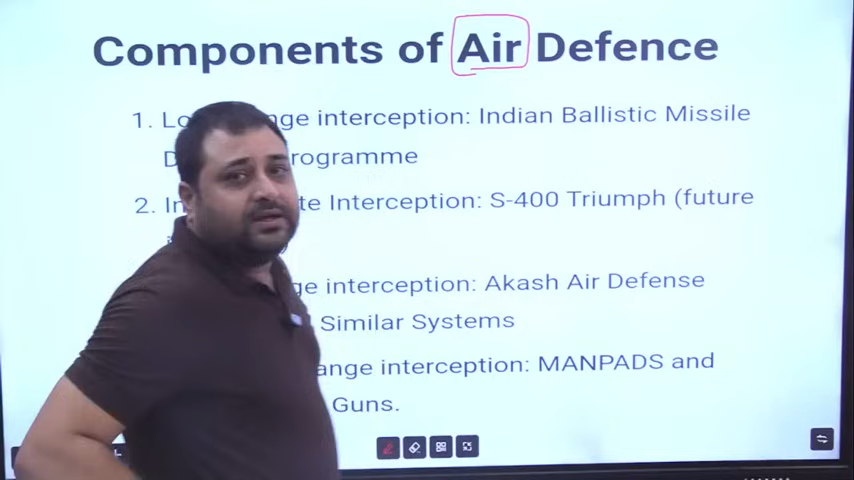 Components of Air Defence
1. Lo nge interception: Indian Ballistic Missile
D rogramme
2. In te Interception: S-400 Triumph (future
ge interception: Akash Air Defense
Similar Systems
ange interception: MANPADS and
Guns.